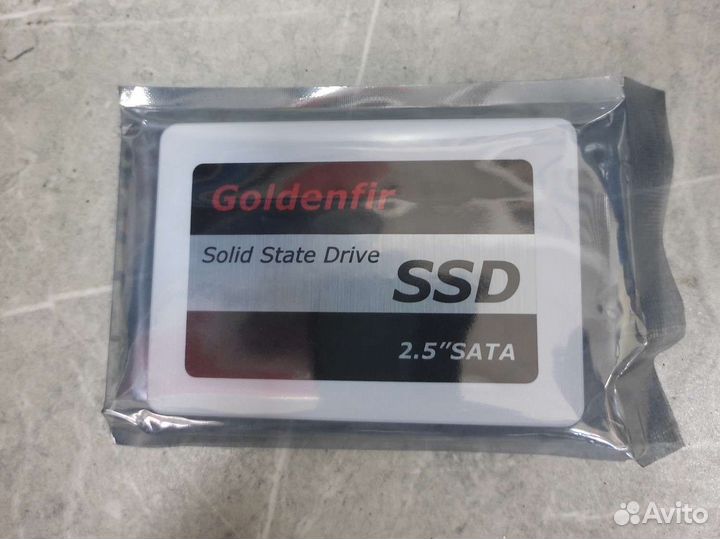 Goldenfir
Solid State Drive
SSD
2.5"SATA
Avito